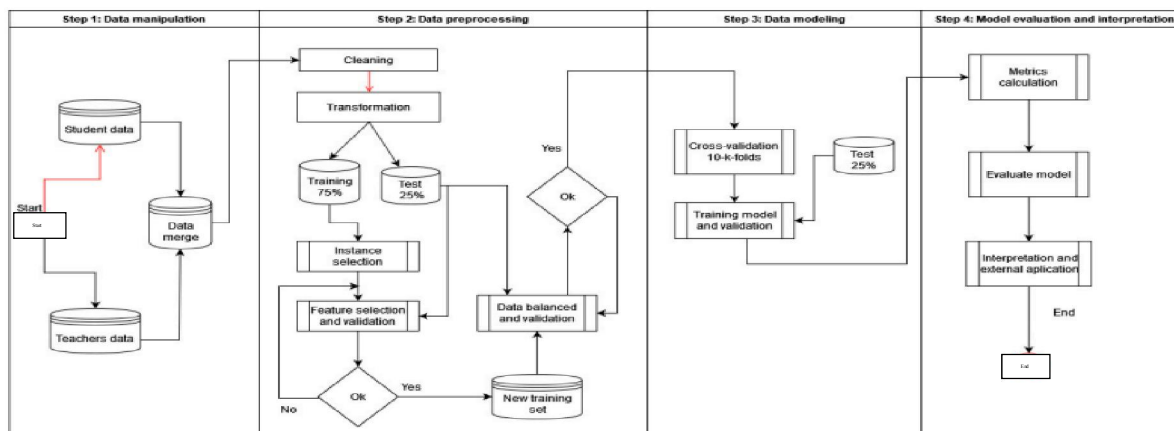 Step 1: Data manipulation
Step 2: Data preprocessing
Step 3: Data modeling
Step 4: Model evaluation and interpretation
Student data
Start
Start
Data
merge
Teachers data
Cleaning
Transformation
Training
75%
Test
25%
Instance
selection
Feature selection
and validation
Ok
No
Yes
New training
set
Data balanced
and validation
Ok
Yes
Cross-validation
10-k-folds
Test
25%
Training model
and validation
Metrics
calculation
Evaluate model
Interpretation and
external aplication
End
End